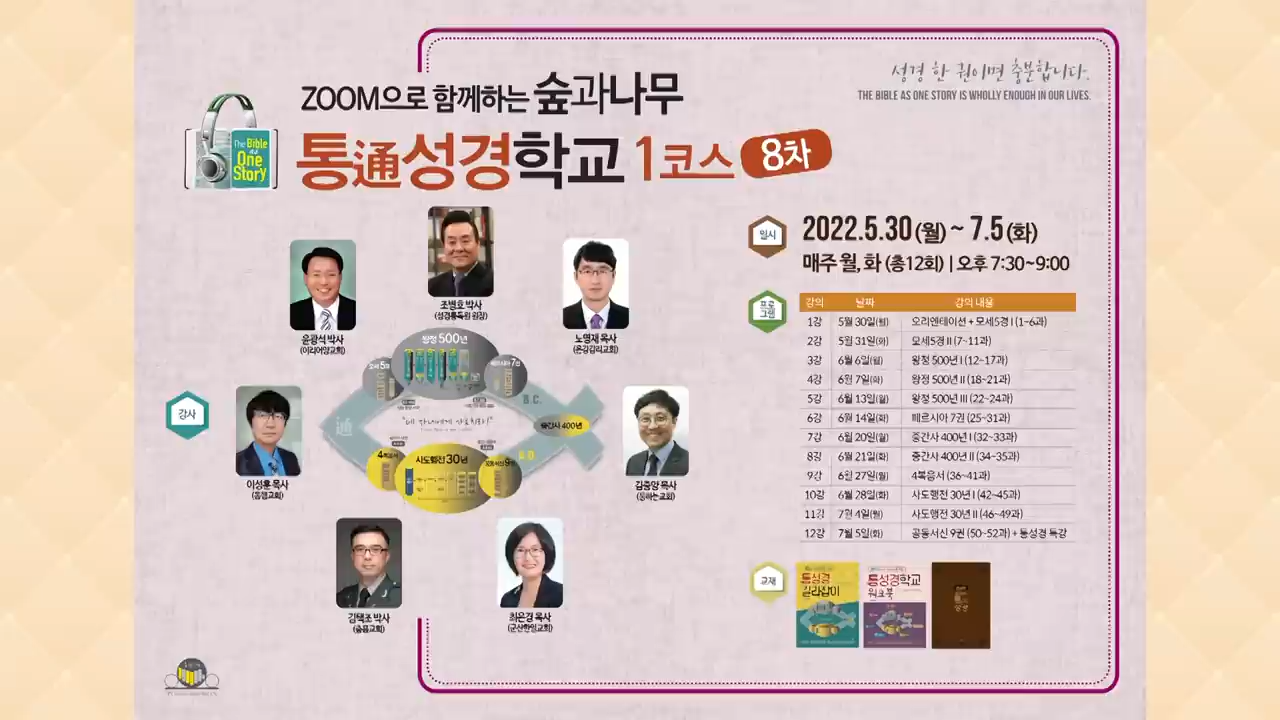 성경 한 권이면 충분합니다.
THE BIBLE AS ONE STORY IS WHOLLY ENOUGH IN OUR LIVES.
ZOOM으로 함께하는 숲과나무
통通성경학교 1코스 8차
The Bible
One
Story
일시
2022.5.30(월) ~ 7.5(화)
매주 월, 화 (총12회) | 오후 7:30~9:00
프로
그램
강의 날짜 강의 내용
1강 5월 30일(월) 오리엔테이션 + 모세5경 I (1~6과)
2강 5월 31일(화) 모세5경 II (7~11과)
3강 6월 6일(월) 왕정 500년 I (12~17과)
4강 6월 7일(화) 왕정 500년 II (18~21과)
5강 6월 13일(월) 왕정 500년 III (22~24과)
6강 6월 14일(화) 페르시아 7권 (25~31과)
7강 6월 20일(월) 중간사 400년 I (32~33과)
8강 6월 21일(화) 중간사 400년 II (34~35과)
9강 6월 27일(월) 4복음서 (36~41과)
10강 6월 28일(화) 사도행전 30년 I (42~45과)
11강 7월 4일(월) 사도행전 30년 II (46~49과)
12강 7월 5일(화) 공동서신 9권 (50~52과) + 통성경 특강
교재
통성경
길라잡이
통성경학교
워크북
강사
조병호 박사
(성경통독원 원장)
윤광석 박사
(이리어양교회)
노영재 목사
이성훈 목사
김중양 목사
김택조 박사
최은경 목사
(군산한일교회)
왕정 500년
모세 5경
페르시아 7권
通
B.C.
중간사 400년
A.D
4복음서
사도행전 30년
공동서신 9권